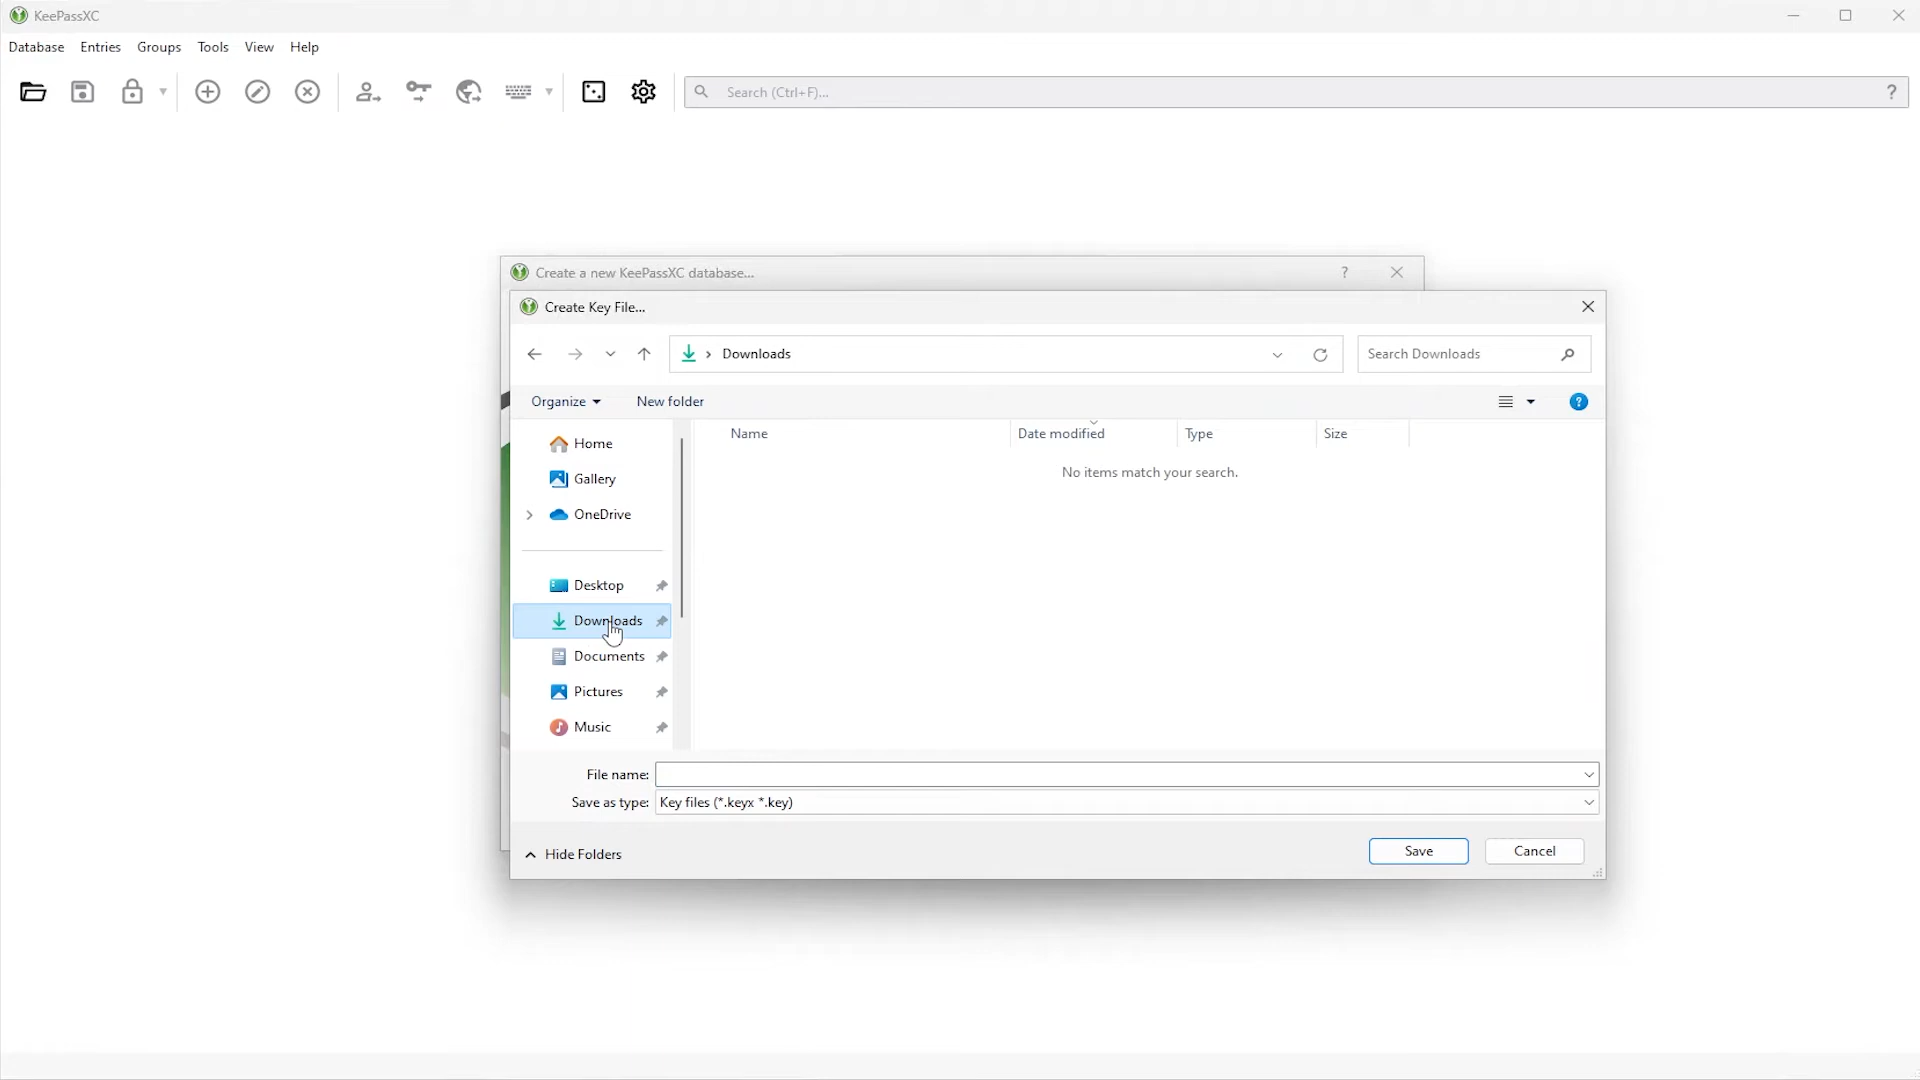 KeePassXC
Database Entries Groups Tools View Help
Search (Ctrl+F)... ?
Create a new KeePassXC database... ?
Create Key File...
Downloads Search Downloads
Organize New folder ?
Name Date modified Type Size
No items match your search.
Home
Gallery
OneDrive
Desktop
Downloads
Documents
Pictures
Music
File name:
Save as type: Key files (*.keyx *.key)
Hide Folders Save Cancel